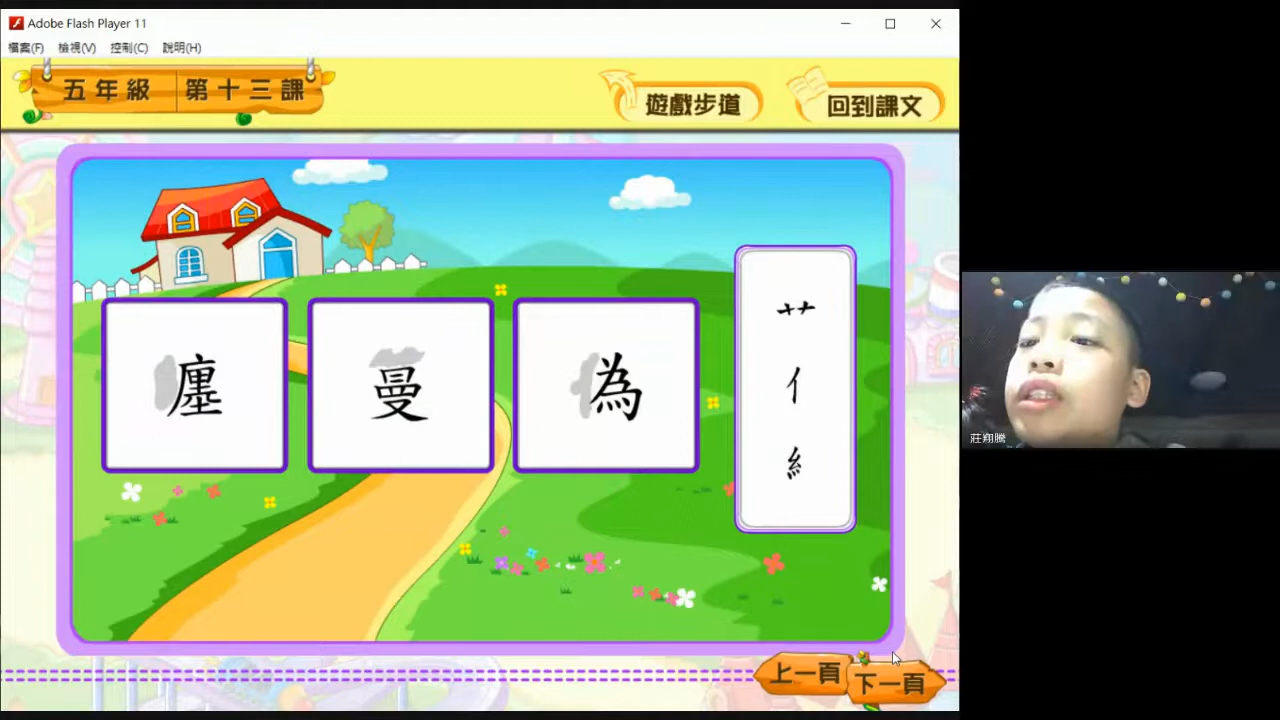 Adobe Flash Player 11
檔案(F) 檢視(V) 控制(C) 說明(H)
五年級 第十三課
遊戲步道
回到課文
廛 曼 為
艹
亻
糹
莊翔騰
上一頁
下一頁